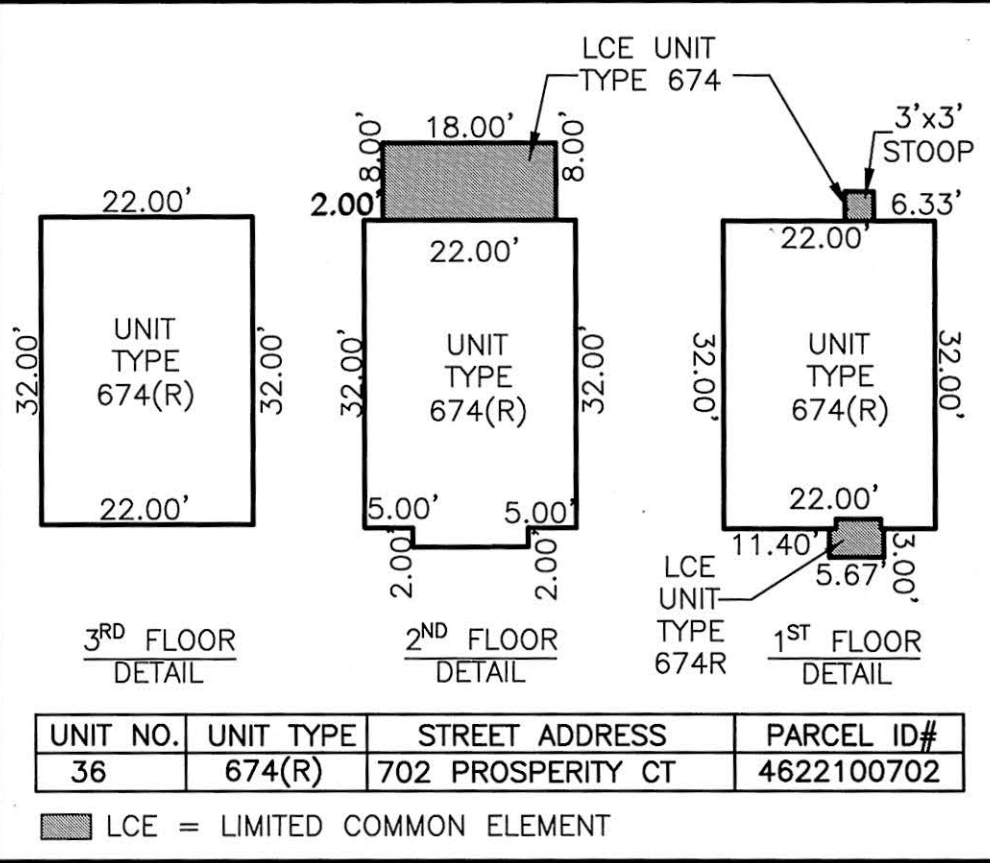 LCE UNIT
TYPE 674
3'x3'
STOOP
22.00'
32.00'
UNIT
TYPE
674(R)
32.00'
22.00'
3RD FLOOR
DETAIL
18.00'
8.00'
8.00'
2.00'
22.00'
32.00'
UNIT
TYPE
674(R)
32.00'
5.00'
5.00'
2.00'
2.00'
2ND FLOOR
DETAIL
6.33'
22.00'
32.00'
UNIT
TYPE
674(R)
32.00'
22.00'
11.40'
5.67'
3.00'
LCE
UNIT
TYPE
674R
1ST FLOOR
DETAIL
UNIT NO. UNIT TYPE STREET ADDRESS PARCEL ID#
36 674(R) 702 PROSPERITY CT 4622100702
LCE = LIMITED COMMON ELEMENT